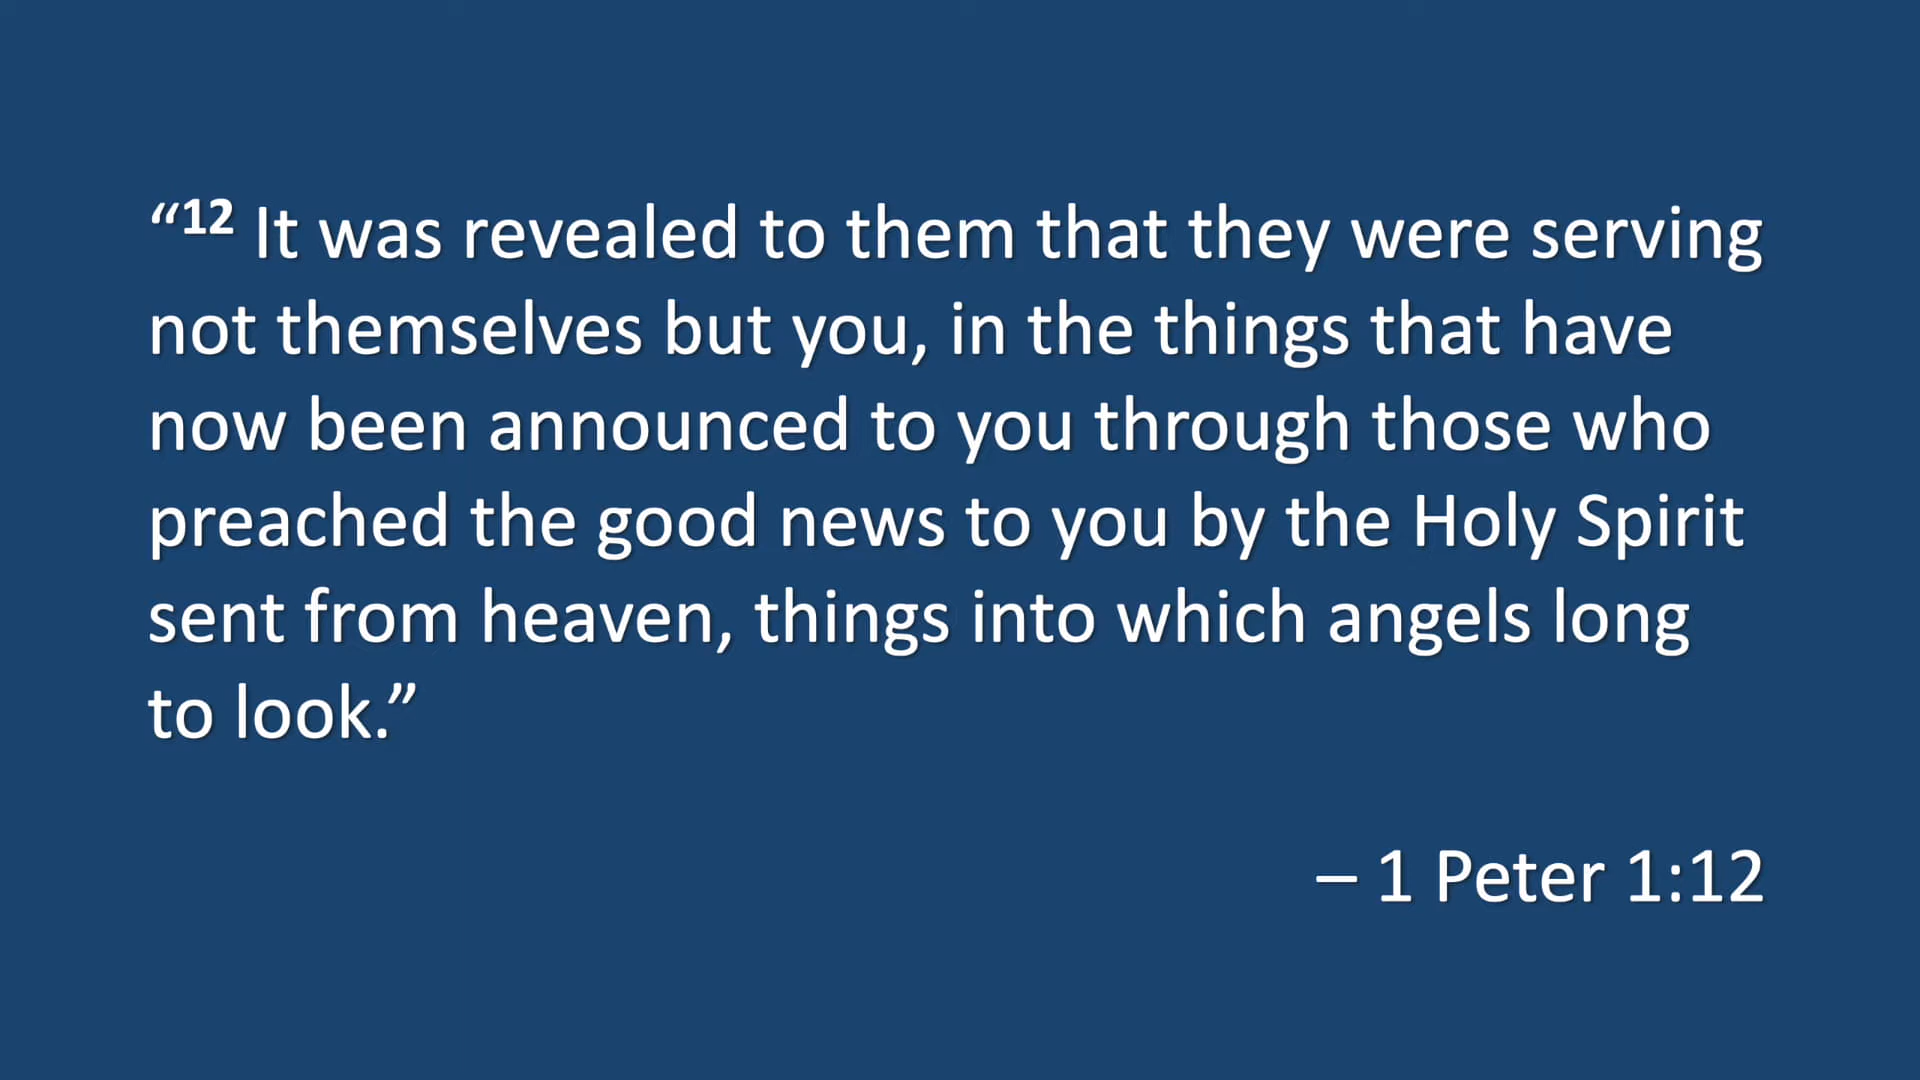 “12 It was revealed to them that they were serving
not themselves but you, in the things that have
now been announced to you through those who
preached the good news to you by the Holy Spirit
sent from heaven, things into which angels long
to look.”
– 1 Peter 1:12